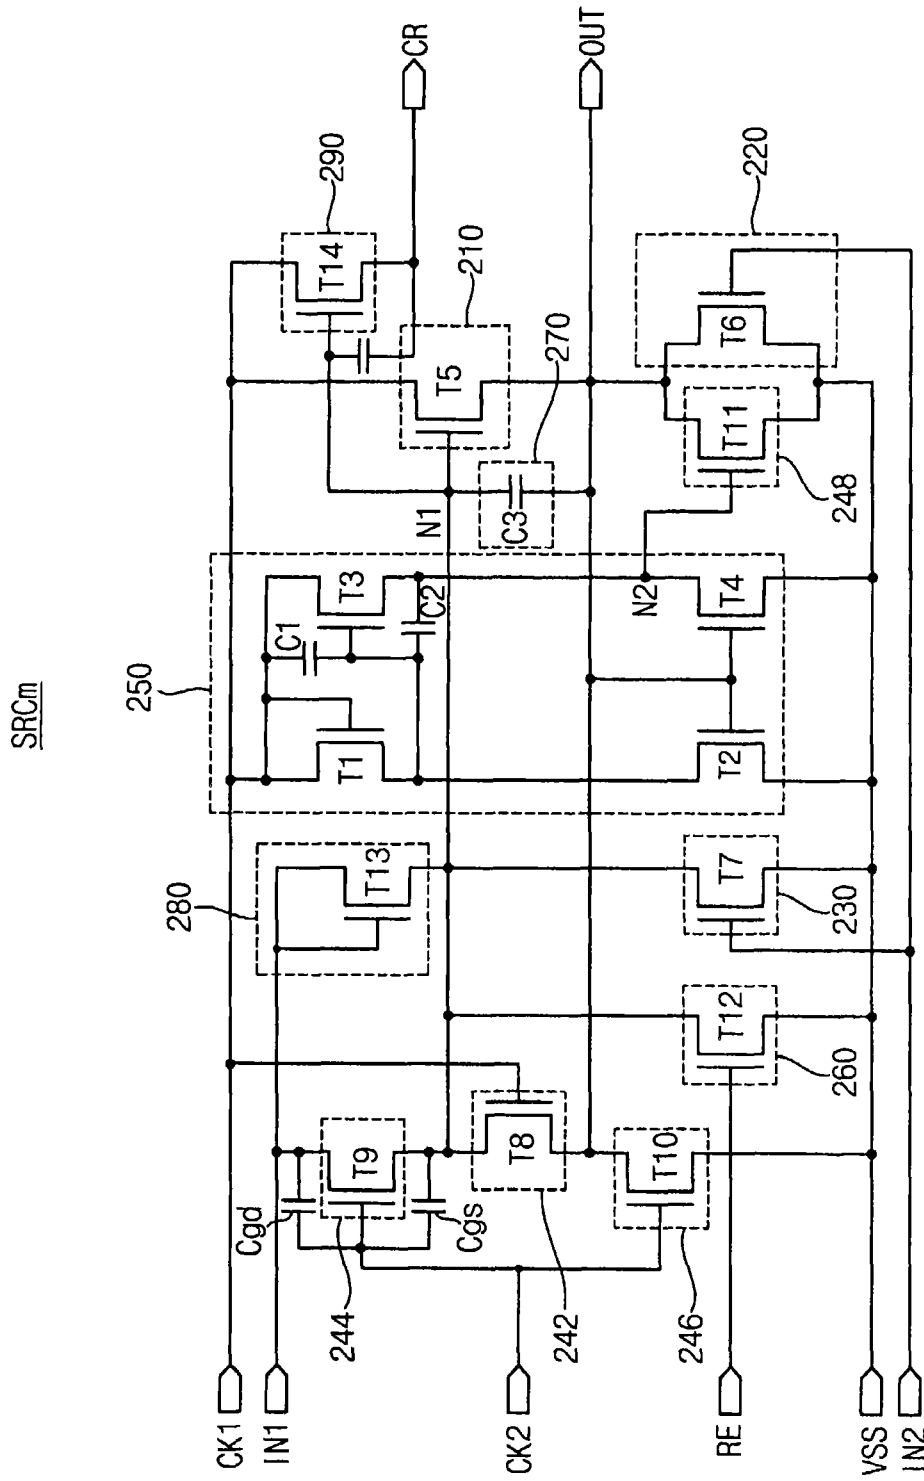 SRCm
CK1
IN1
CK2
RE
VSS
IN2
CR
OUT
250
280
244
242
246
260
230
248
220
270
210
290
Cgd
Cgs
T9
T8
T10
T12
T13
T7
T1
C1
T3
C2
T2
T4
N1
N2
C3
T5
T14
T11
T6